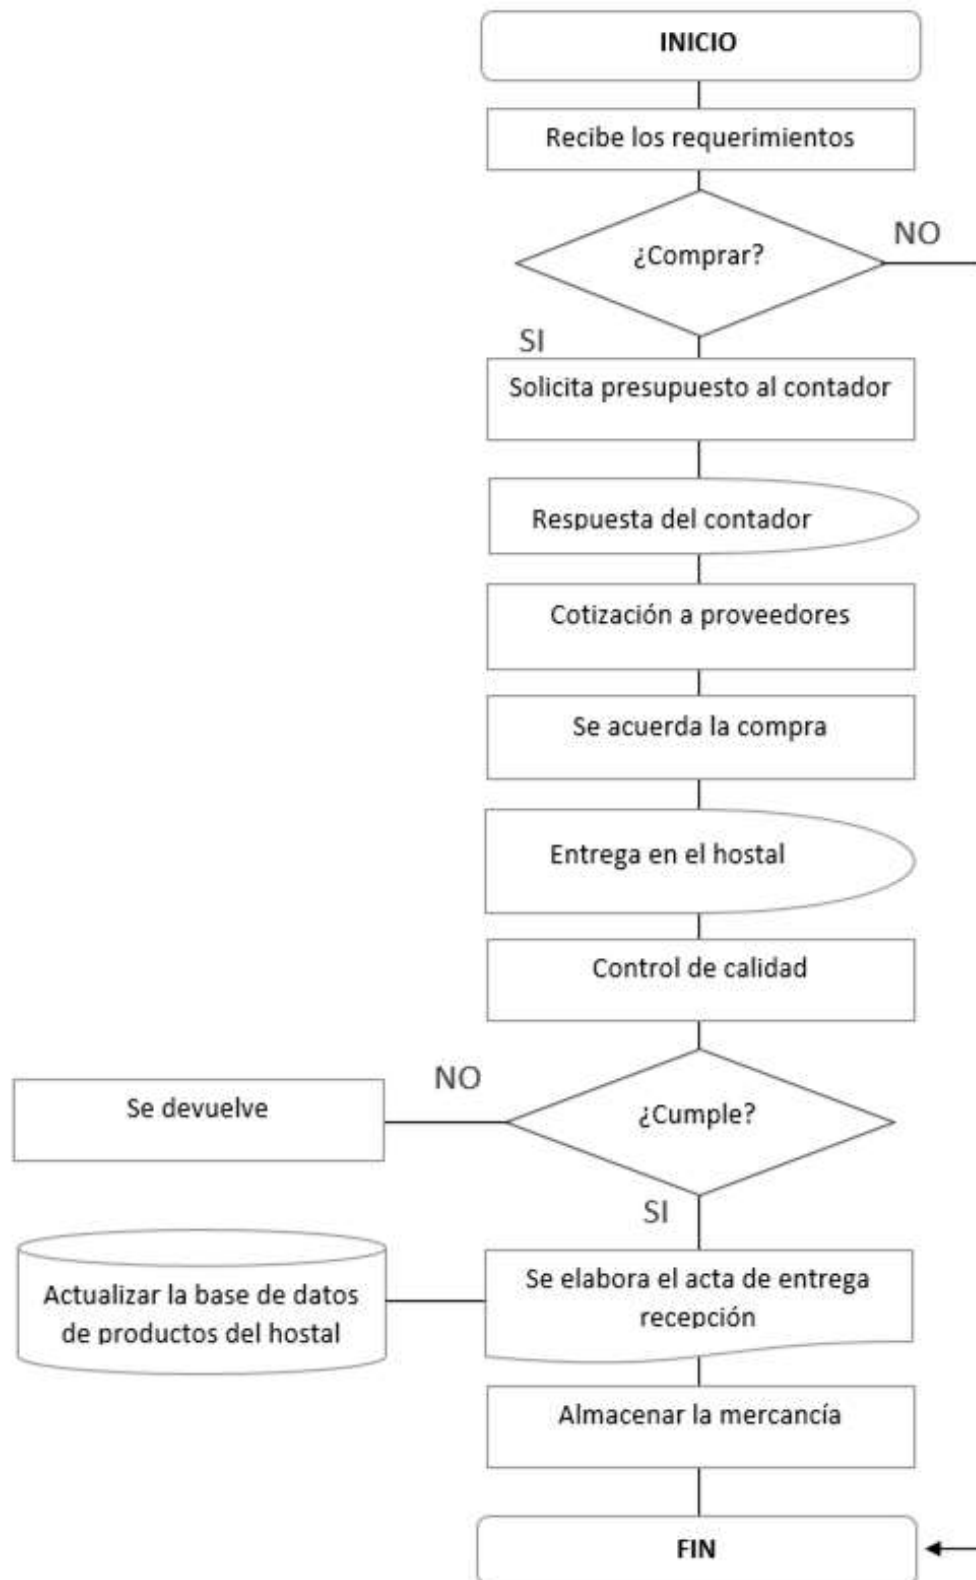 INICIO
Recibe los requerimientos
¿Comprar?
NO
SI
Solicita presupuesto al contador
Respuesta del contador
Cotización a proveedores
Se acuerda la compra
Entrega en el hostal
Control de calidad
NO
Se devuelve
¿Cumple?
SI
Actualizar la base de datos
de productos del hostal
Se elabora el acta de entrega
recepción
Almacenar la mercancía
FIN